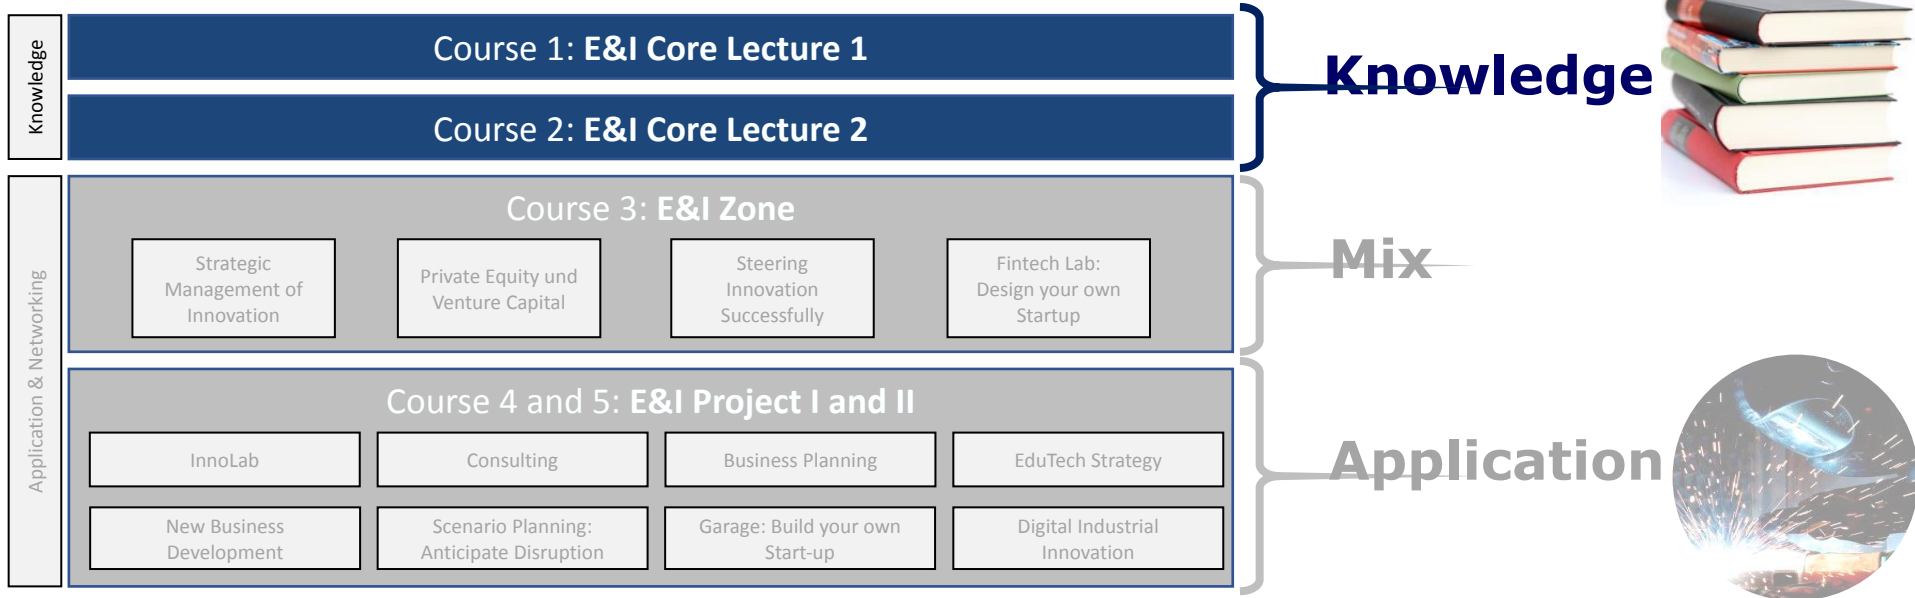 Knowledge
Course 1: E&I Core Lecture 1
Course 2: E&I Core Lecture 2
Knowledge
Application & Networking
Course 3: E&I Zone
Strategic
Management of
Innovation
Private Equity und
Venture Capital
Steering
Innovation
Successfully
Fintech Lab:
Design your own
Startup
Mix
Course 4 and 5: E&I Project I and II
InnoLab
Consulting
Business Planning
EduTech Strategy
New Business
Development
Scenario Planning:
Anticipate Disruption
Garage: Build your own
Start-up
Digital Industrial
Innovation
Application